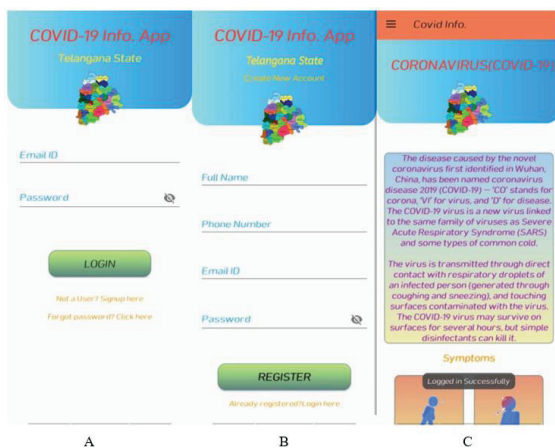 COVID-19 Info. App
Telangana State
Email ID
Password
LOGIN
Not a User? Signup here
Forgot password? Click here
A
COVID-19 Info. App
Telangana State
Create New Account
Full Name
Phone Number
Email ID
Password
REGISTER
Already registered?Login here
B
Covid Info.
CORONAVIRUS(COVID-19)
The disease caused by the novel
coronavirus first identified in Wuhan,
China, has been named coronavirus
disease 2019 (COVID-19) – 'CO' stands for
corona, 'VI' for virus, and 'D' for disease.
The COVID-19 virus is a new virus linked
to the same family of viruses as Severe
Acute Respiratory Syndrome (SARS)
and some types of common cold.
The virus is transmitted through direct
contact with respiratory droplets of
an infected person (generated through
coughing and sneezing), and touching
surfaces contaminated with the virus.
The COVID-19 virus may survive on
surfaces for several hours, but simple
disinfectants can kill it.
Symptoms
Logged in Successfully
C